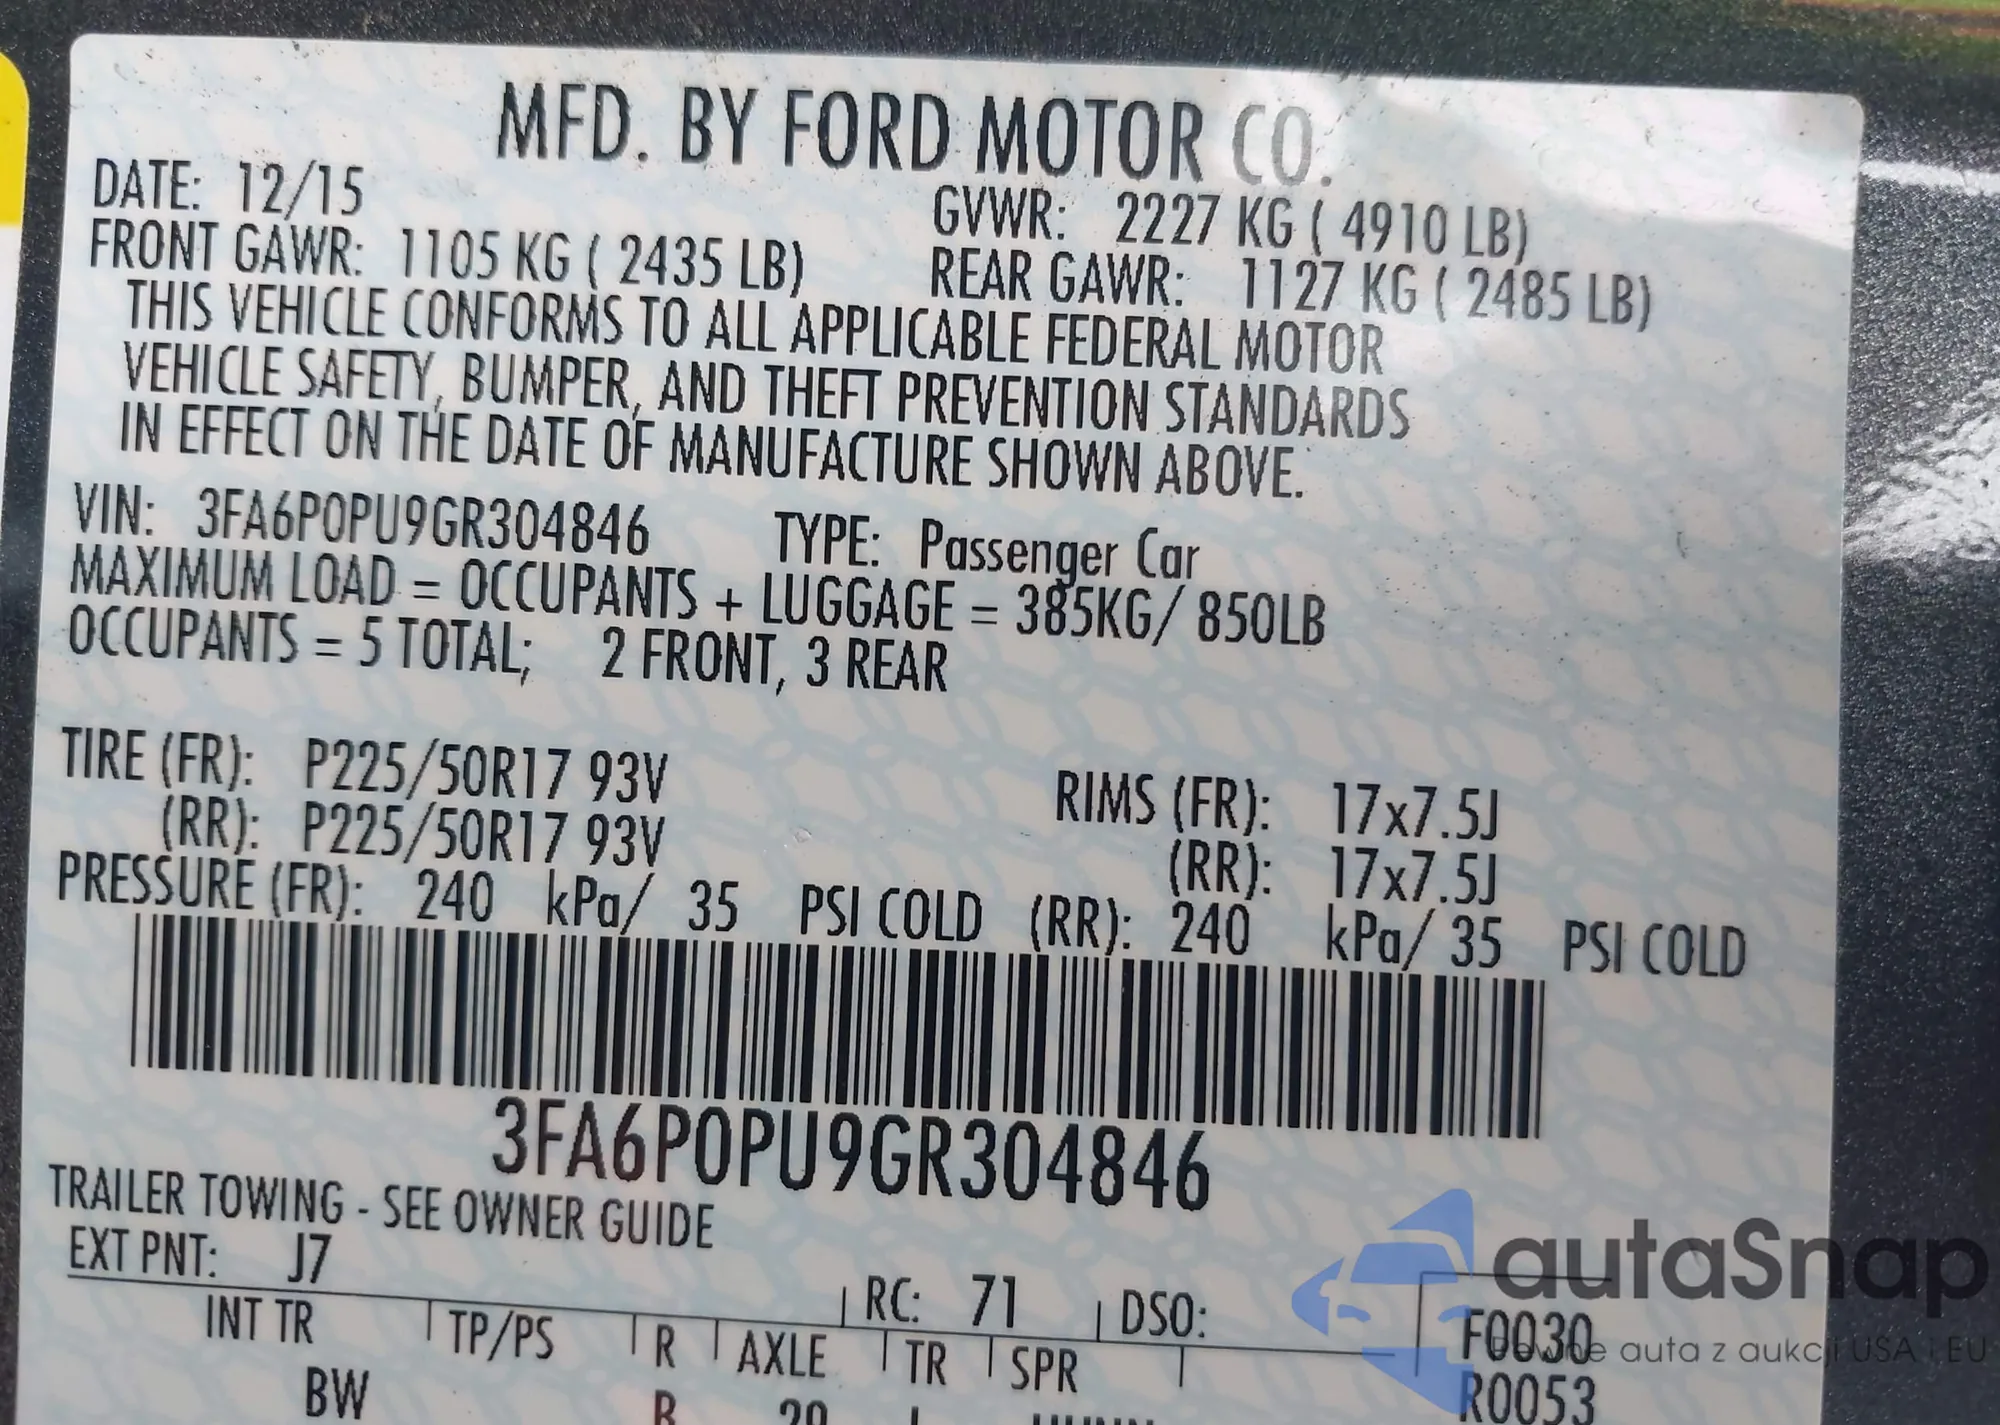 MFD. BY FORD MOTOR CO.
DATE: 12/15 GVWR: 2227 KG ( 4910 LB)
FRONT GAWR: 1105 KG ( 2435 LB) REAR GAWR: 1127 KG ( 2485 LB)
THIS VEHICLE CONFORMS TO ALL APPLICABLE FEDERAL MOTOR
VEHICLE SAFETY, BUMPER, AND THEFT PREVENTION STANDARDS
IN EFFECT ON THE DATE OF MANUFACTURE SHOWN ABOVE.
VIN: 3FA6P0PU9GR304846 TYPE: Passenger Car
MAXIMUM LOAD = OCCUPANTS + LUGGAGE = 385KG/ 850LB
OCCUPANTS = 5 TOTAL; 2 FRONT, 3 REAR
TIRE (FR): P225/50R17 93V RIMS (FR): 17x7.5J
(RR): P225/50R17 93V (RR): 17x7.5J
PRESSURE (FR): 240 kPa/ 35 PSI COLD (RR): 240 kPa/ 35 PSI COLD
3FA6P0PU9GR304846
TRAILER TOWING - SEE OWNER GUIDE
EXT PNT: J7 RC: 71 DSO:
INT TR TP/PS R AXLE TR SPR F0030
BW R0053
autaSnap
auta z aukcji USA i EU